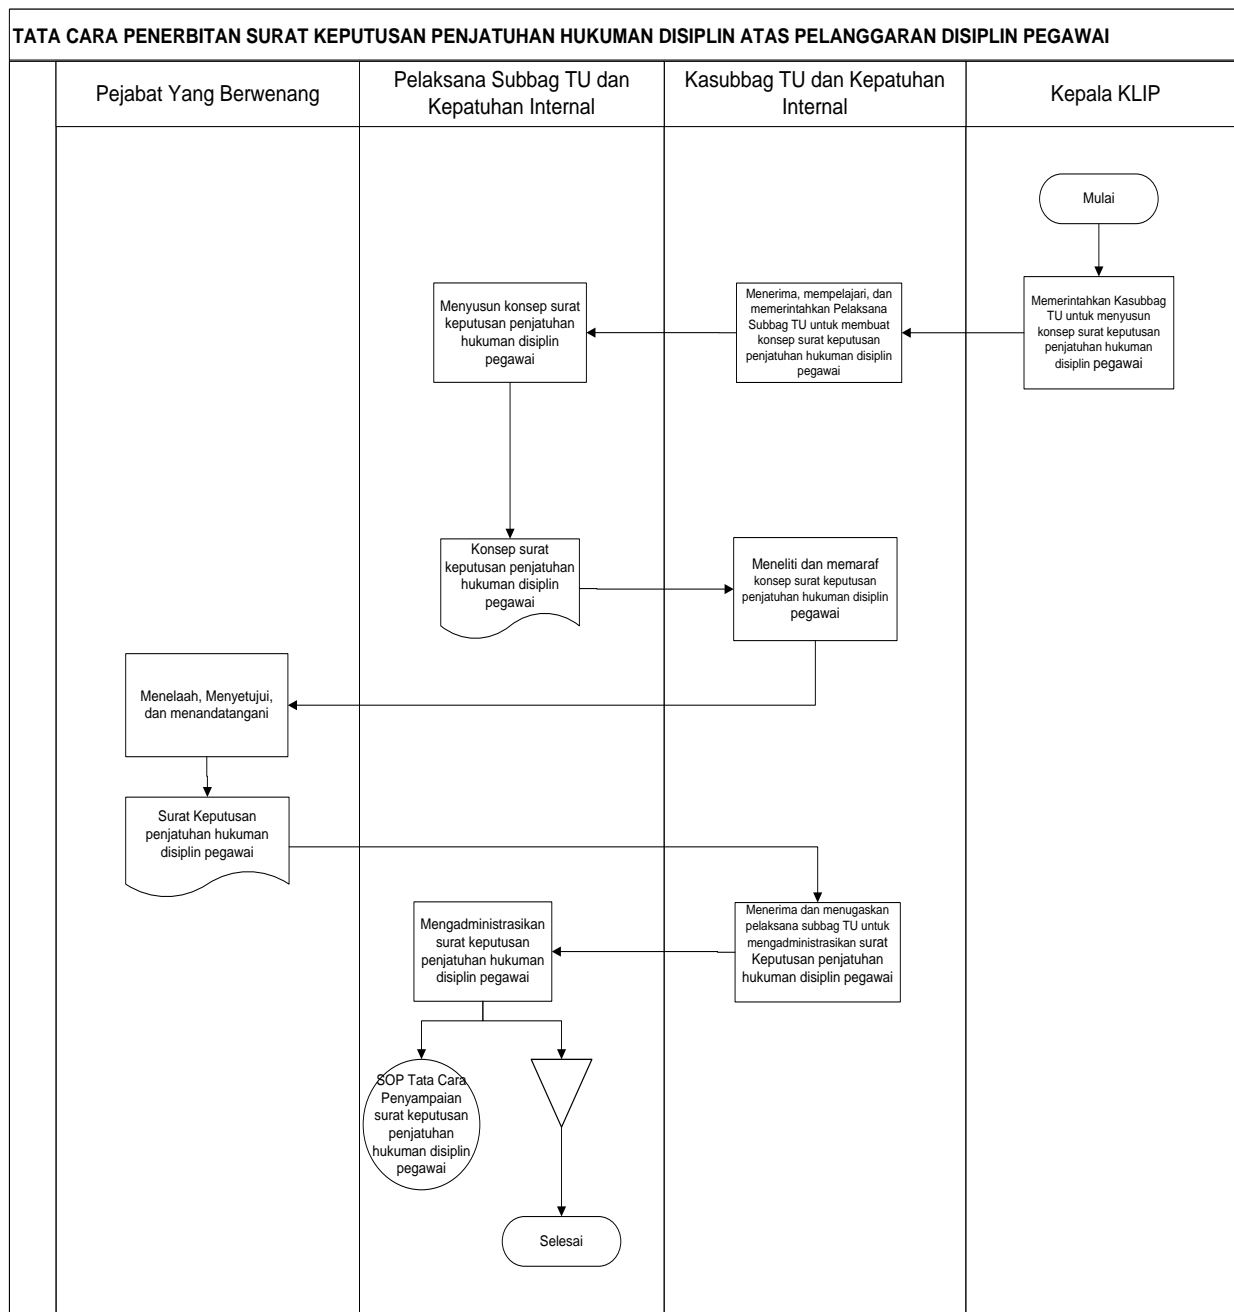 TATA CARA PENERBITAN SURAT KEPUTUSAN PENJATUHAN HUKUMAN DISIPLIN ATAS PELANGGARAN DISIPLIN PEGAWAI
Pejabat Yang Berwenang
Pelaksana Subbag TU dan
Kepatuhan Internal
Kasubbag TU dan Kepatuhan
Internal
Kepala KLIP
Mulai
Memerintahkan Kasubbag
TU untuk menyusun
konsep surat keputusan
penjatuhan hukuman
disiplin pegawai
Menerima, mempelajari, dan
memerintahkan Pelaksana
Subbag TU untuk membuat
konsep surat keputusan
penjatuhan hukuman disiplin
pegawai
Menyusun konsep surat
keputusan penjatuhan
hukuman disiplin
pegawai
Konsep surat
keputusan penjatuhan
hukuman disiplin
pegawai
Meneliti dan memaraf
konsep surat keputusan
penjatuhan hukuman disiplin
pegawai
Menelaah, Menyetujui,
dan menandatangani
Surat Keputusan
penjatuhan hukuman
disiplin pegawai
Menerima dan menugaskan
pelaksana subbag TU untuk
mengadministrasikan surat
Keputusan penjatuhan
hukuman disiplin pegawai
Mengadministrasikan
surat keputusan
penjatuhan hukuman
disiplin pegawai
SOP Tata Cara
Penyampaian
surat keputusan
penjatuhan
hukuman disiplin
pegawai
Selesai